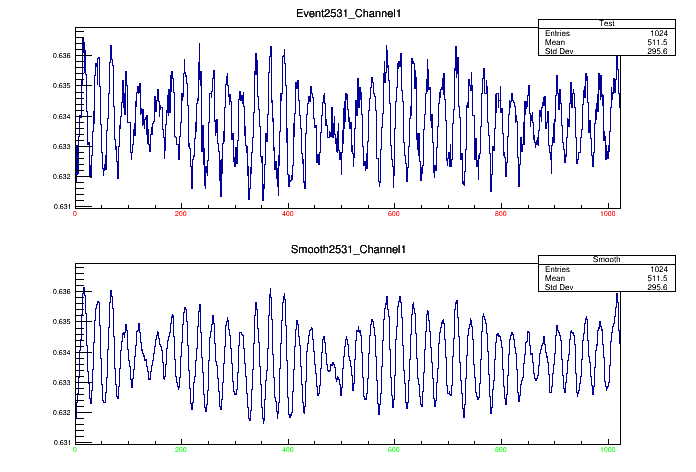 Event2531_Channel1
Test
Entries 1024
Mean 511.5
Std Dev 295.6
0.636
0.635
0.634
0.633
0.632
0.631
0 200 400 600 800 1000
Smooth2531_Channel1
Smooth
Entries 1024
Mean 511.5
Std Dev 295.6
0.636
0.635
0.634
0.633
0.632
0.631
0 200 400 600 800 1000